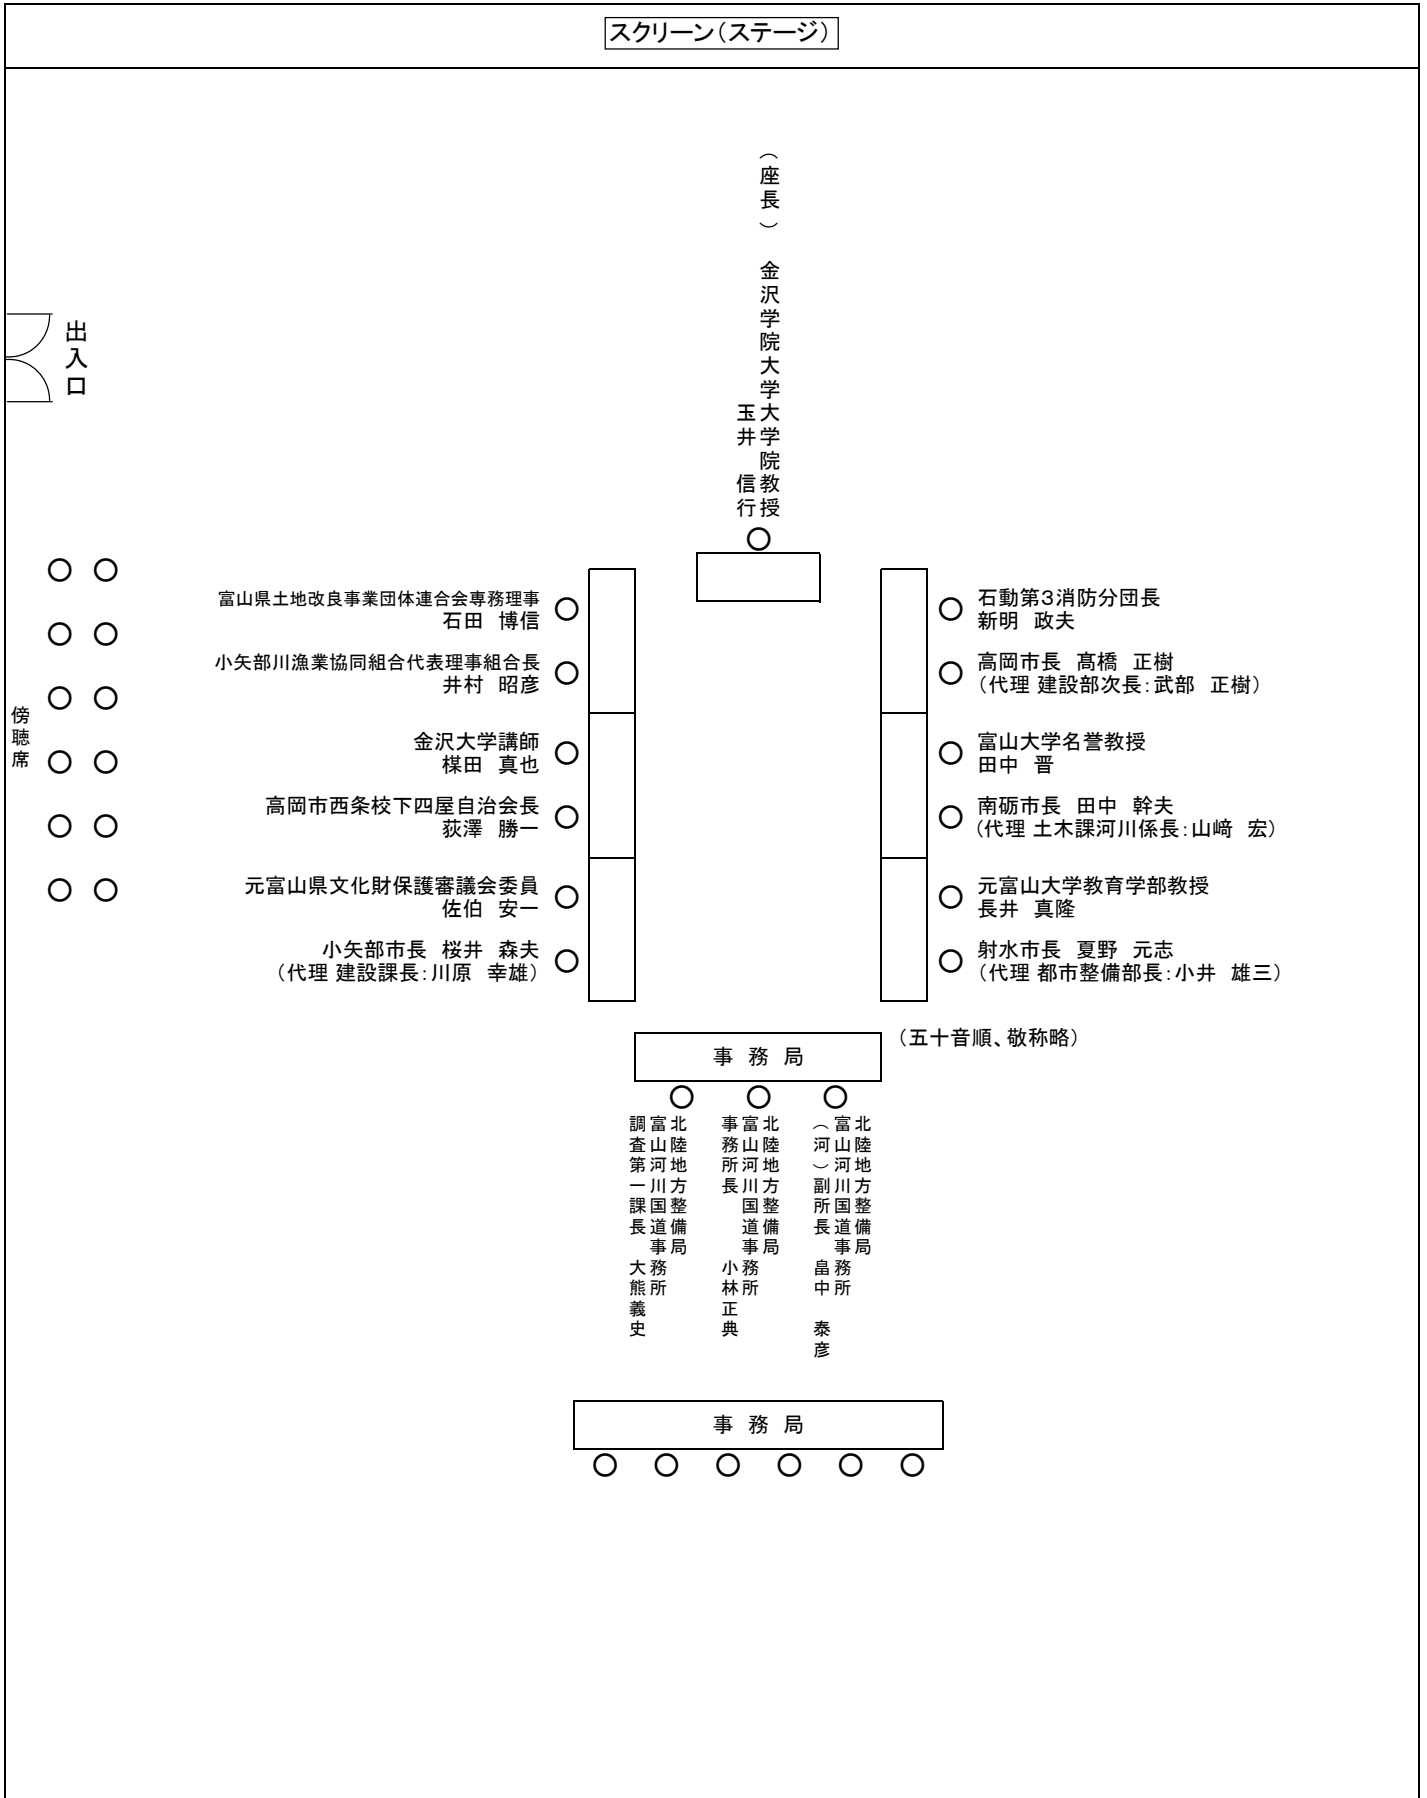 スクリーン（ステージ）
（座長） 金沢学院大学大学院教授
玉井 信行
出入口
傍聴席
富山県土地改良事業団体連合会専務理事
石田 博信
小矢部川漁業協同組合代表理事組合長
井村 昭彦
金沢大学講師
楳田 真也
高岡市西条校下四屋自治会長
荻澤 勝一
元富山県文化財保護審議会委員
佐伯 安一
小矢部市長 桜井 森夫
（代理 建設課長：川原 幸雄）
石動第３消防分団長
新明 政夫
高岡市長 髙橋 正樹
（代理 建設部次長：武部 正樹）
富山大学名誉教授
田中 晋
南砺市長 田中 幹夫
（代理 土木課河川係長：山﨑 宏）
元富山大学教育学部教授
長井 真隆
射水市長 夏野 元志
（代理 都市整備部長：小井 雄三）
（五十音順、敬称略）
事 務 局
北陸地方整備局
富山河川国道事務所
（河）副所長 畠中 泰彦
北陸地方整備局
富山河川国道事務所
事務所長 小林正典
北陸地方整備局
富山河川国道事務所
調査第一課長 大熊義史
事 務 局